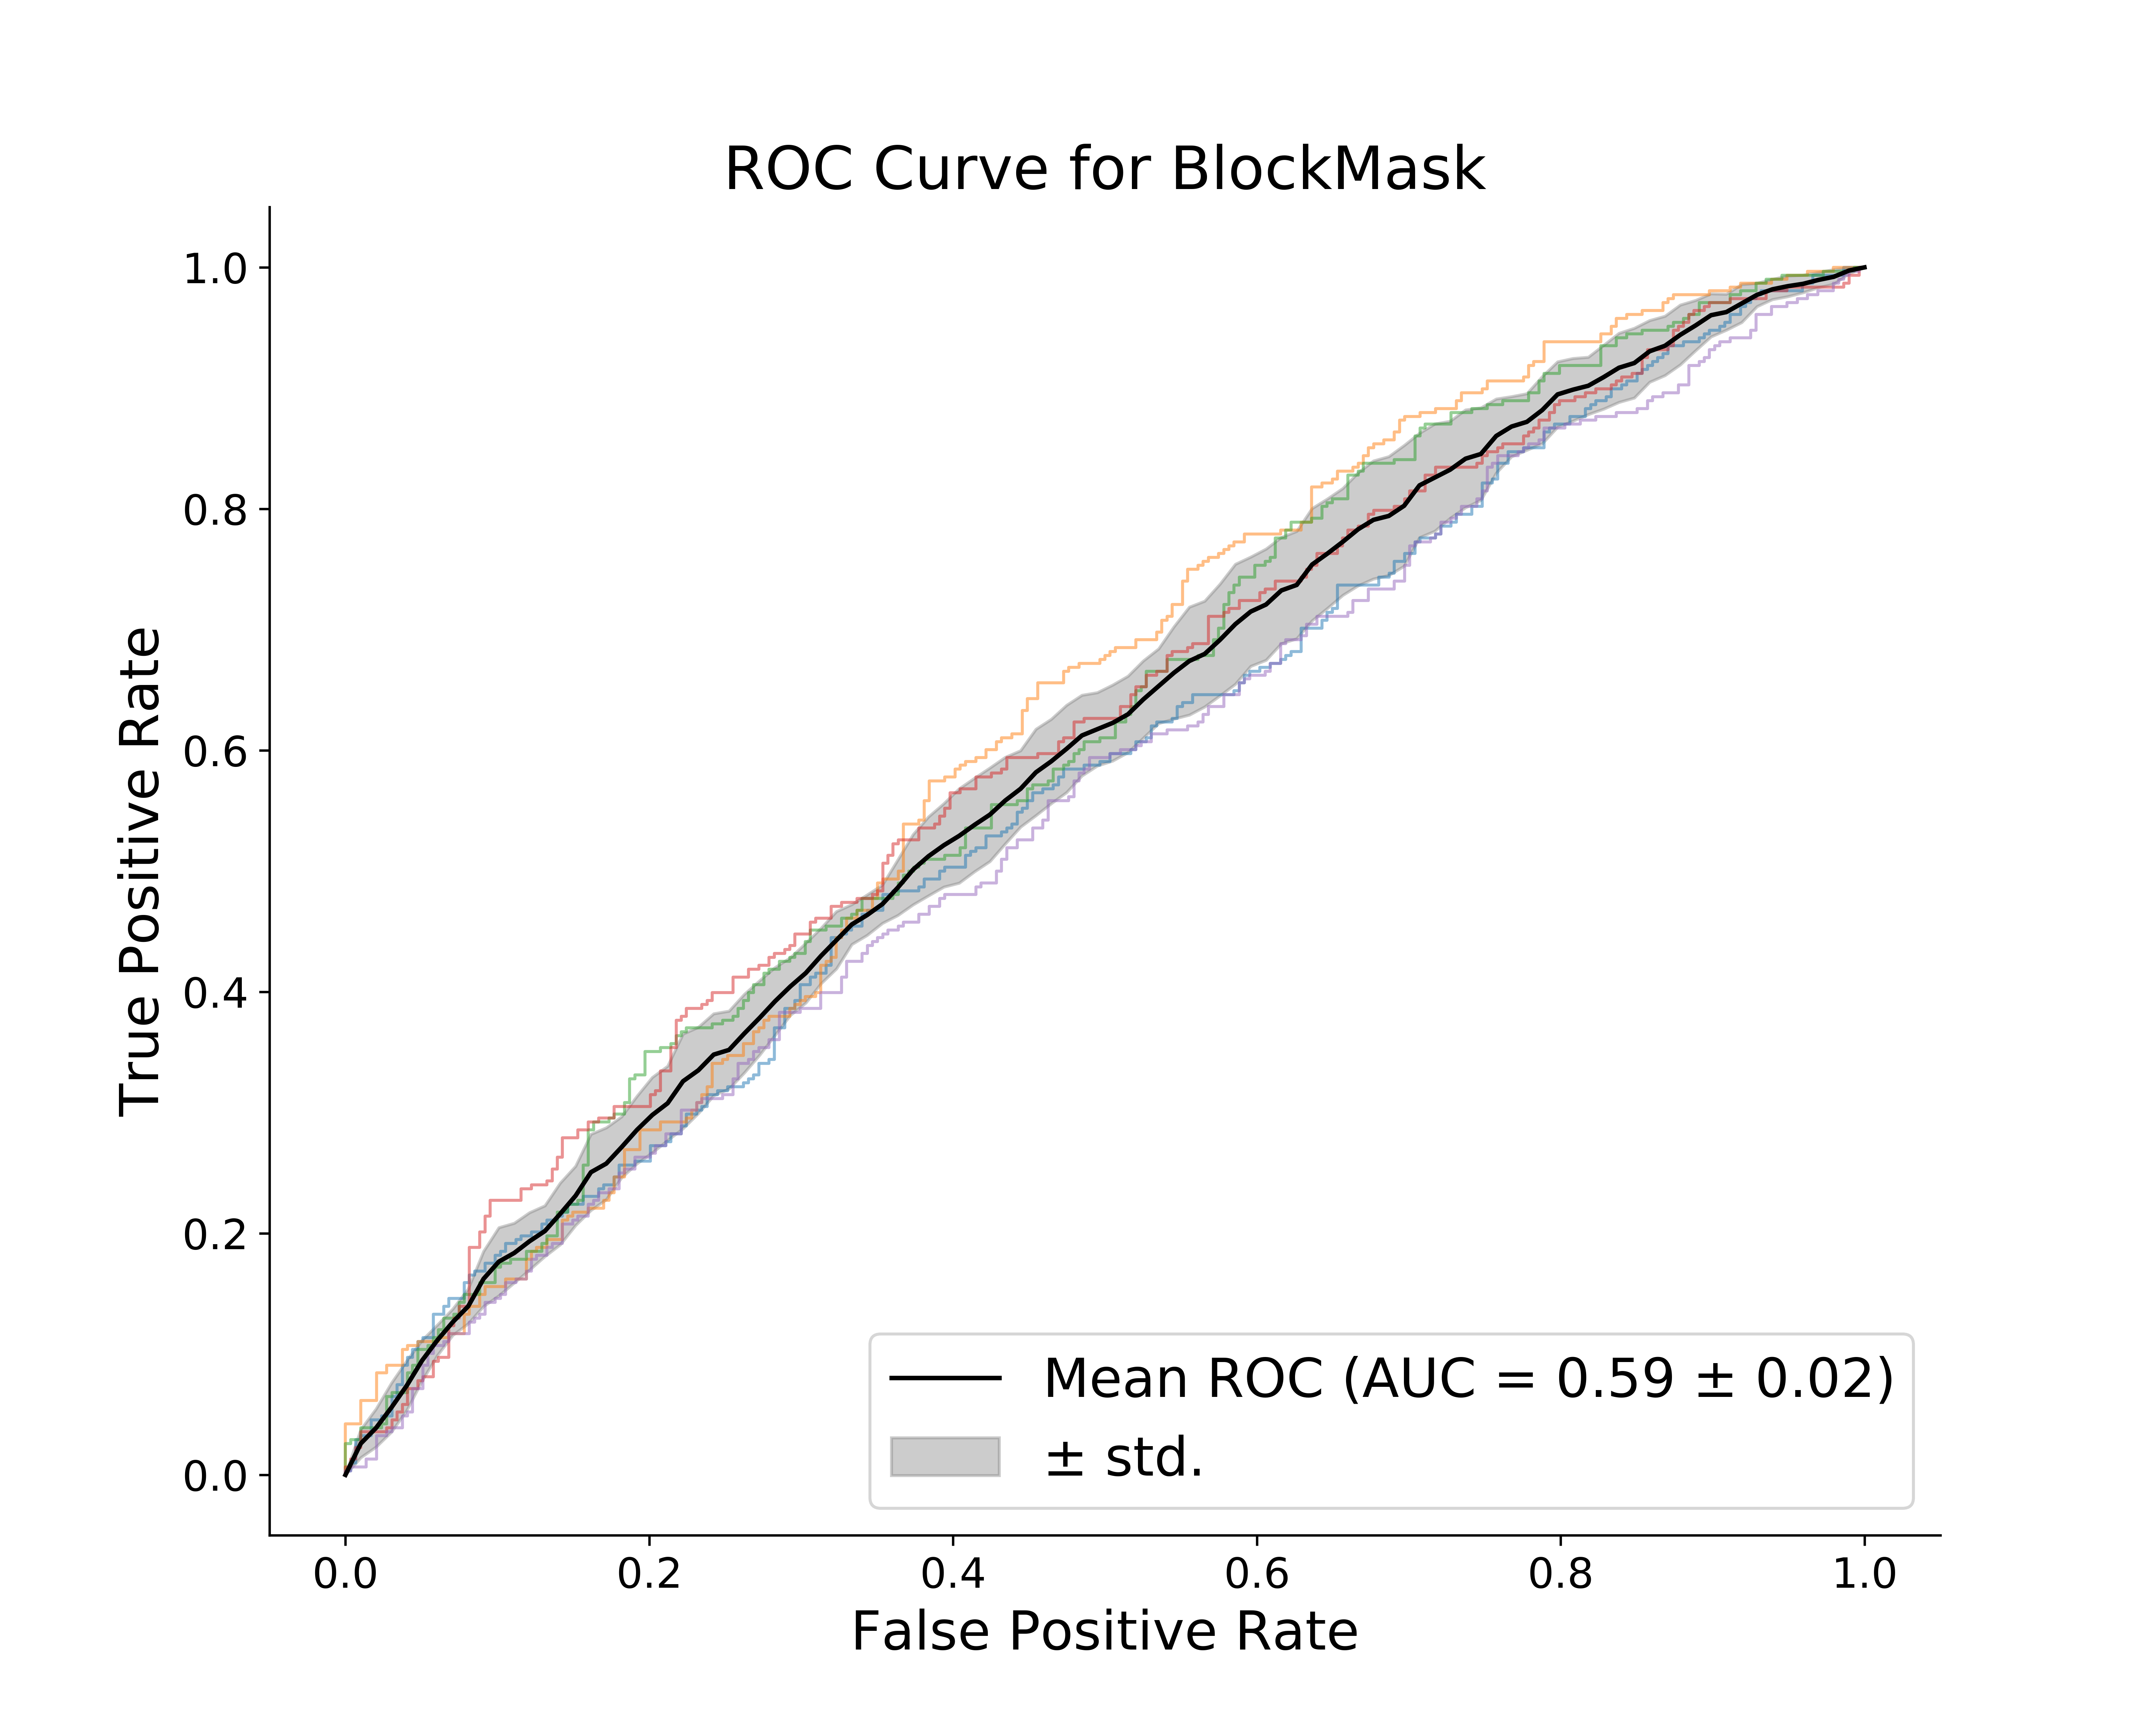 ROC Curve for BlockMask
True Positive Rate
1.0
0.8
0.6
0.4
0.2
0.0
Mean ROC (AUC = 0.59 ± 0.02)
± std.
0.0 0.2 0.4 0.6 0.8 1.0
False Positive Rate